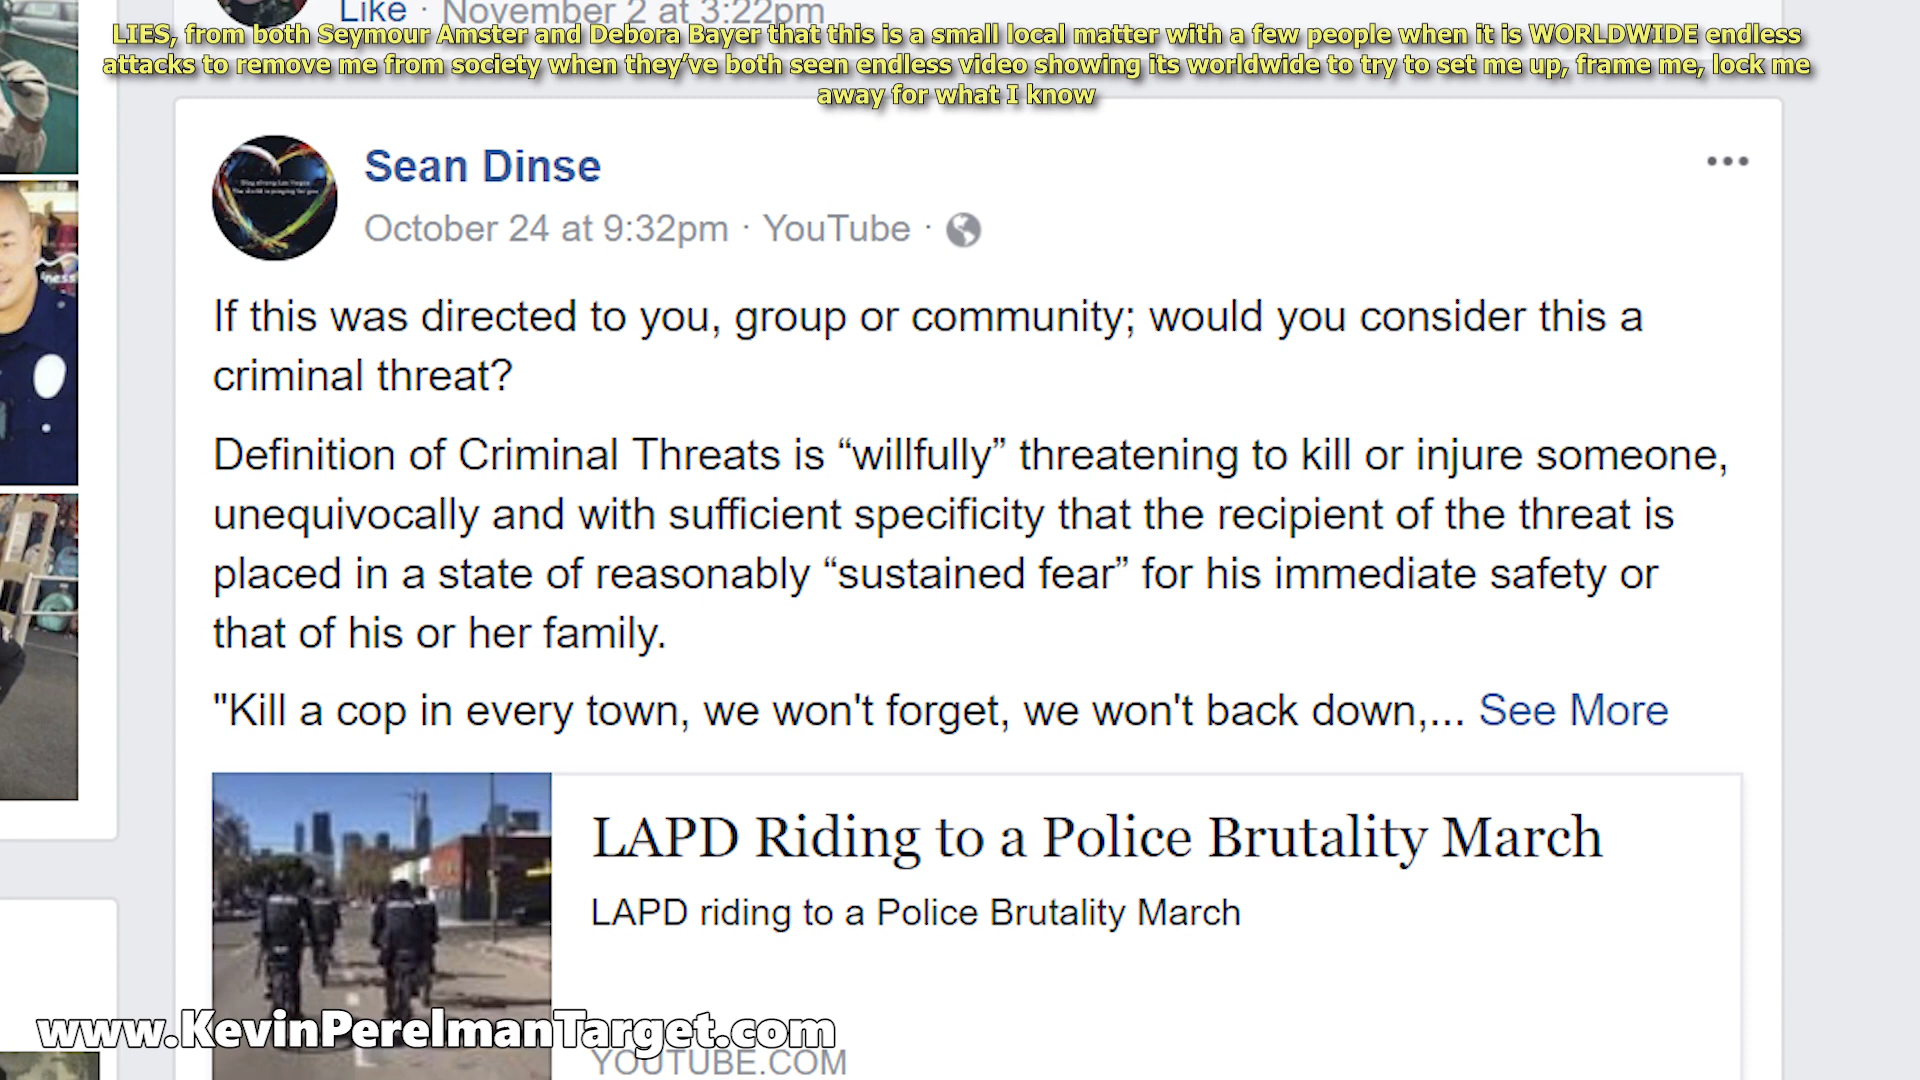 Like · November 2 at 3:22pm
LIES, from both Seymour Amster and Debora Bayer that this is a small local matter with a few people when it is WORLDWIDE endless
attacks to remove me from society when they’ve both seen endless video showing its worldwide to try to set me up, frame me, lock me
away for what I know
Sean Dinse
October 24 at 9:32pm · YouTube ·
If this was directed to you, group or community; would you consider this a
criminal threat?
Definition of Criminal Threats is “willfully” threatening to kill or injure someone,
unequivocally and with sufficient specificity that the recipient of the threat is
placed in a state of reasonably “sustained fear” for his immediate safety or
that of his or her family.
"Kill a cop in every town, we won't forget, we won't back down,... See More
LAPD Riding to a Police Brutality March
LAPD riding to a Police Brutality March
www.KevinPerelmanTarget.com
YOUTUBE.COM